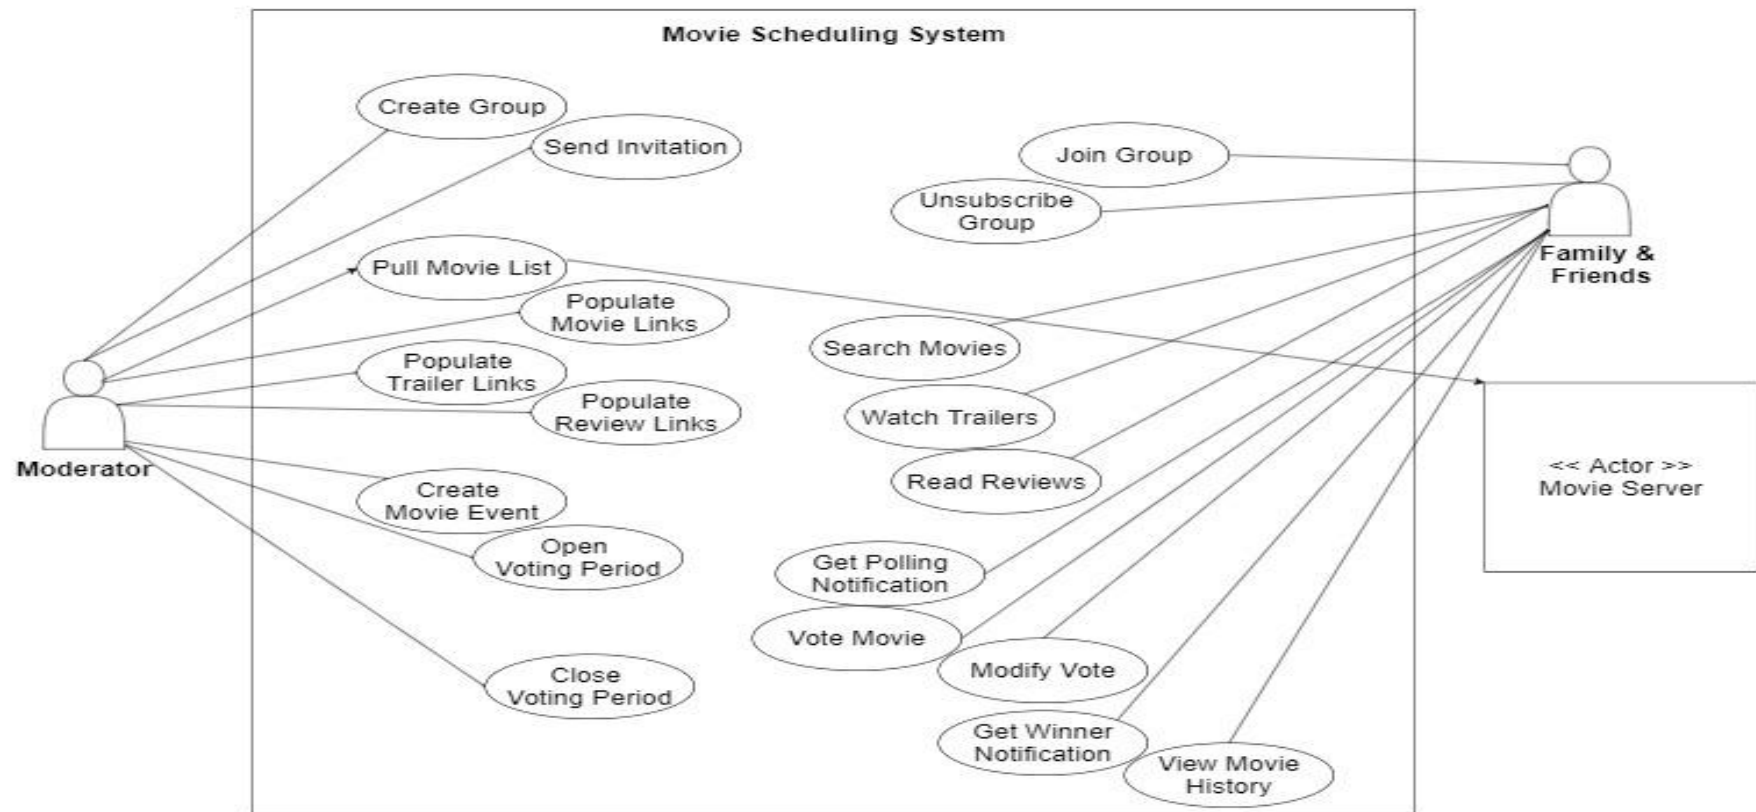 Movie Scheduling System
Create Group
Send Invitation
Join Group
Unsubscribe
Group
Family &
Friends
Pull Movie List
Populate
Movie Links
Search Movies
Populate
Trailer Links
Populate
Review Links
Watch Trailers
Moderator
<< Actor >>
Movie Server
Read Reviews
Create
Movie Event
Open
Voting Period
Get Polling
Notification
Vote Movie
Modify Vote
Close
Voting Period
Get Winner
Notification
View Movie
History